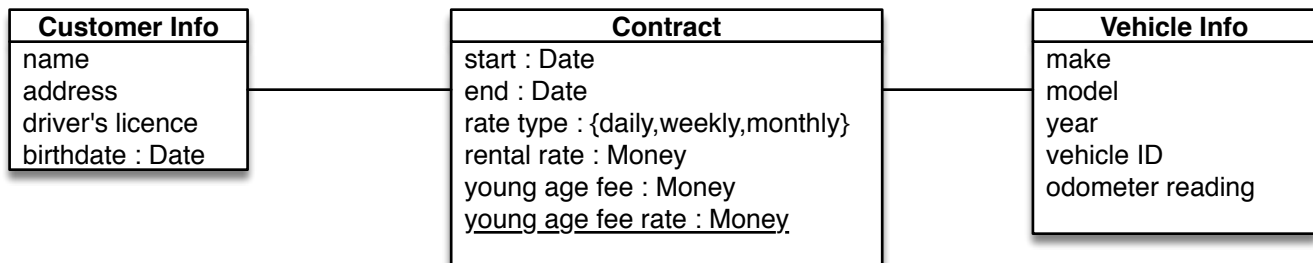 Customer Info
name
address
driver's licence
birthdate : Date
Contract
start : Date
end : Date
rate type : {daily,weekly,monthly}
rental rate : Money
young age fee : Money
young age fee rate : Money
Vehicle Info
make
model
year
vehicle ID
odometer reading